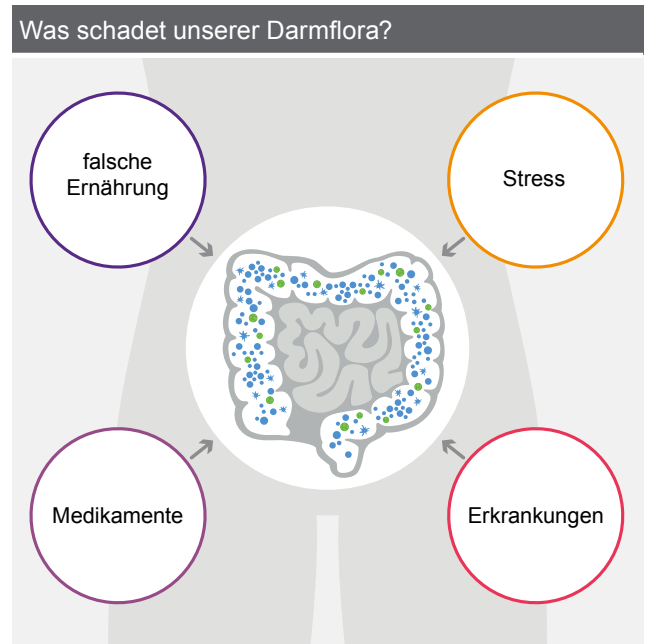 Was schadet unserer Darmflora?
falsche
Ernährung
Stress
Medikamente
Erkrankungen